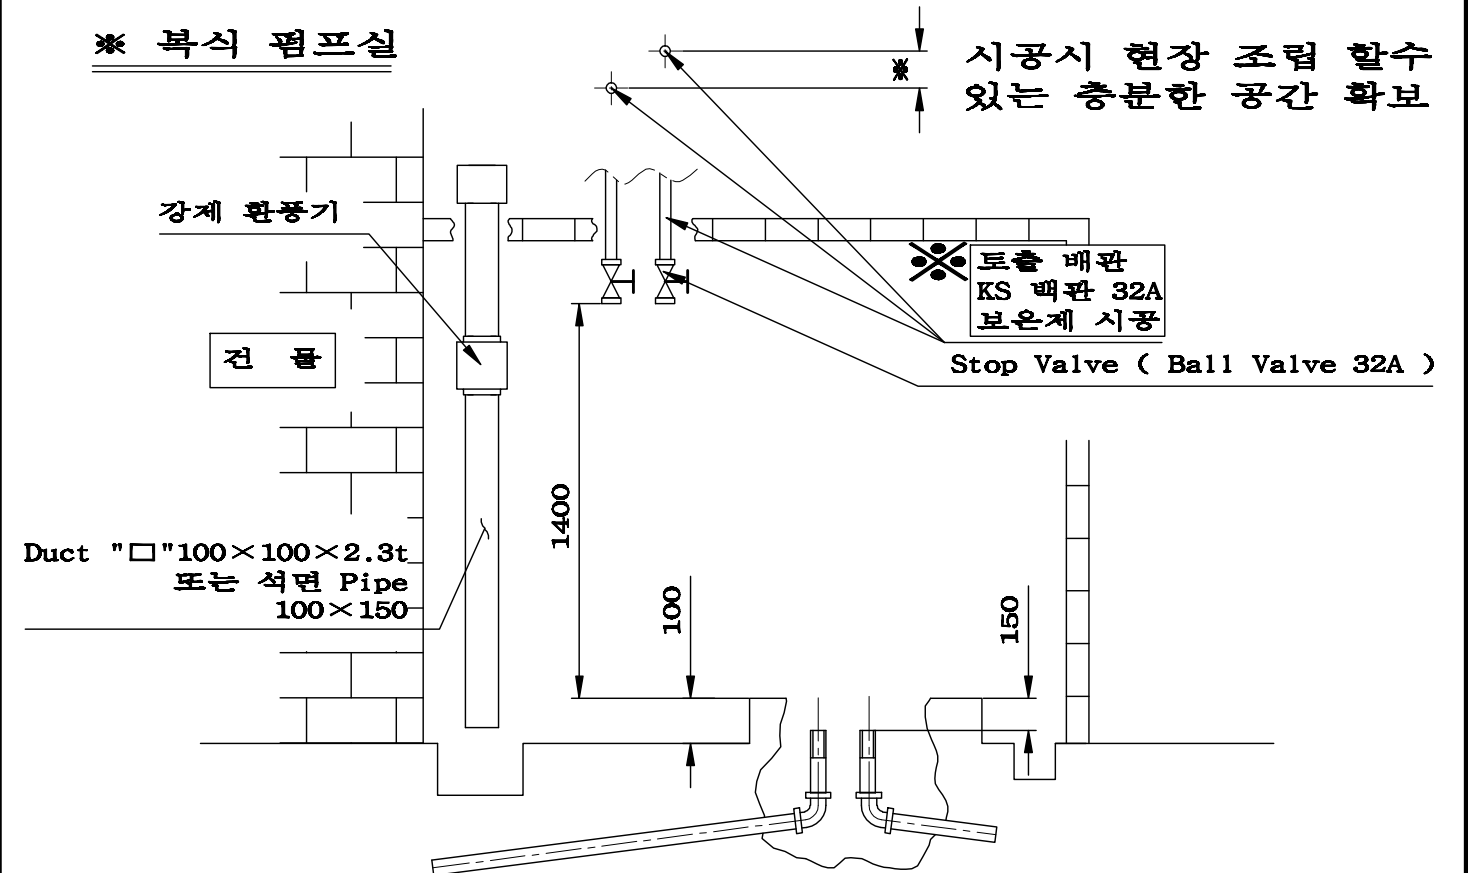 ※ 복식 펌프실
※
시공시 현장 조립 할수
있는 충분한 공간 확보
강제 환풍기
※ 토출 배관
KS 백관 32A
보온제 시공
건 물
Stop Valve ( Ball Valve 32A )
1400
Duct "□"100×100×2.3t
또는 석면 Pipe
100×150
100
150